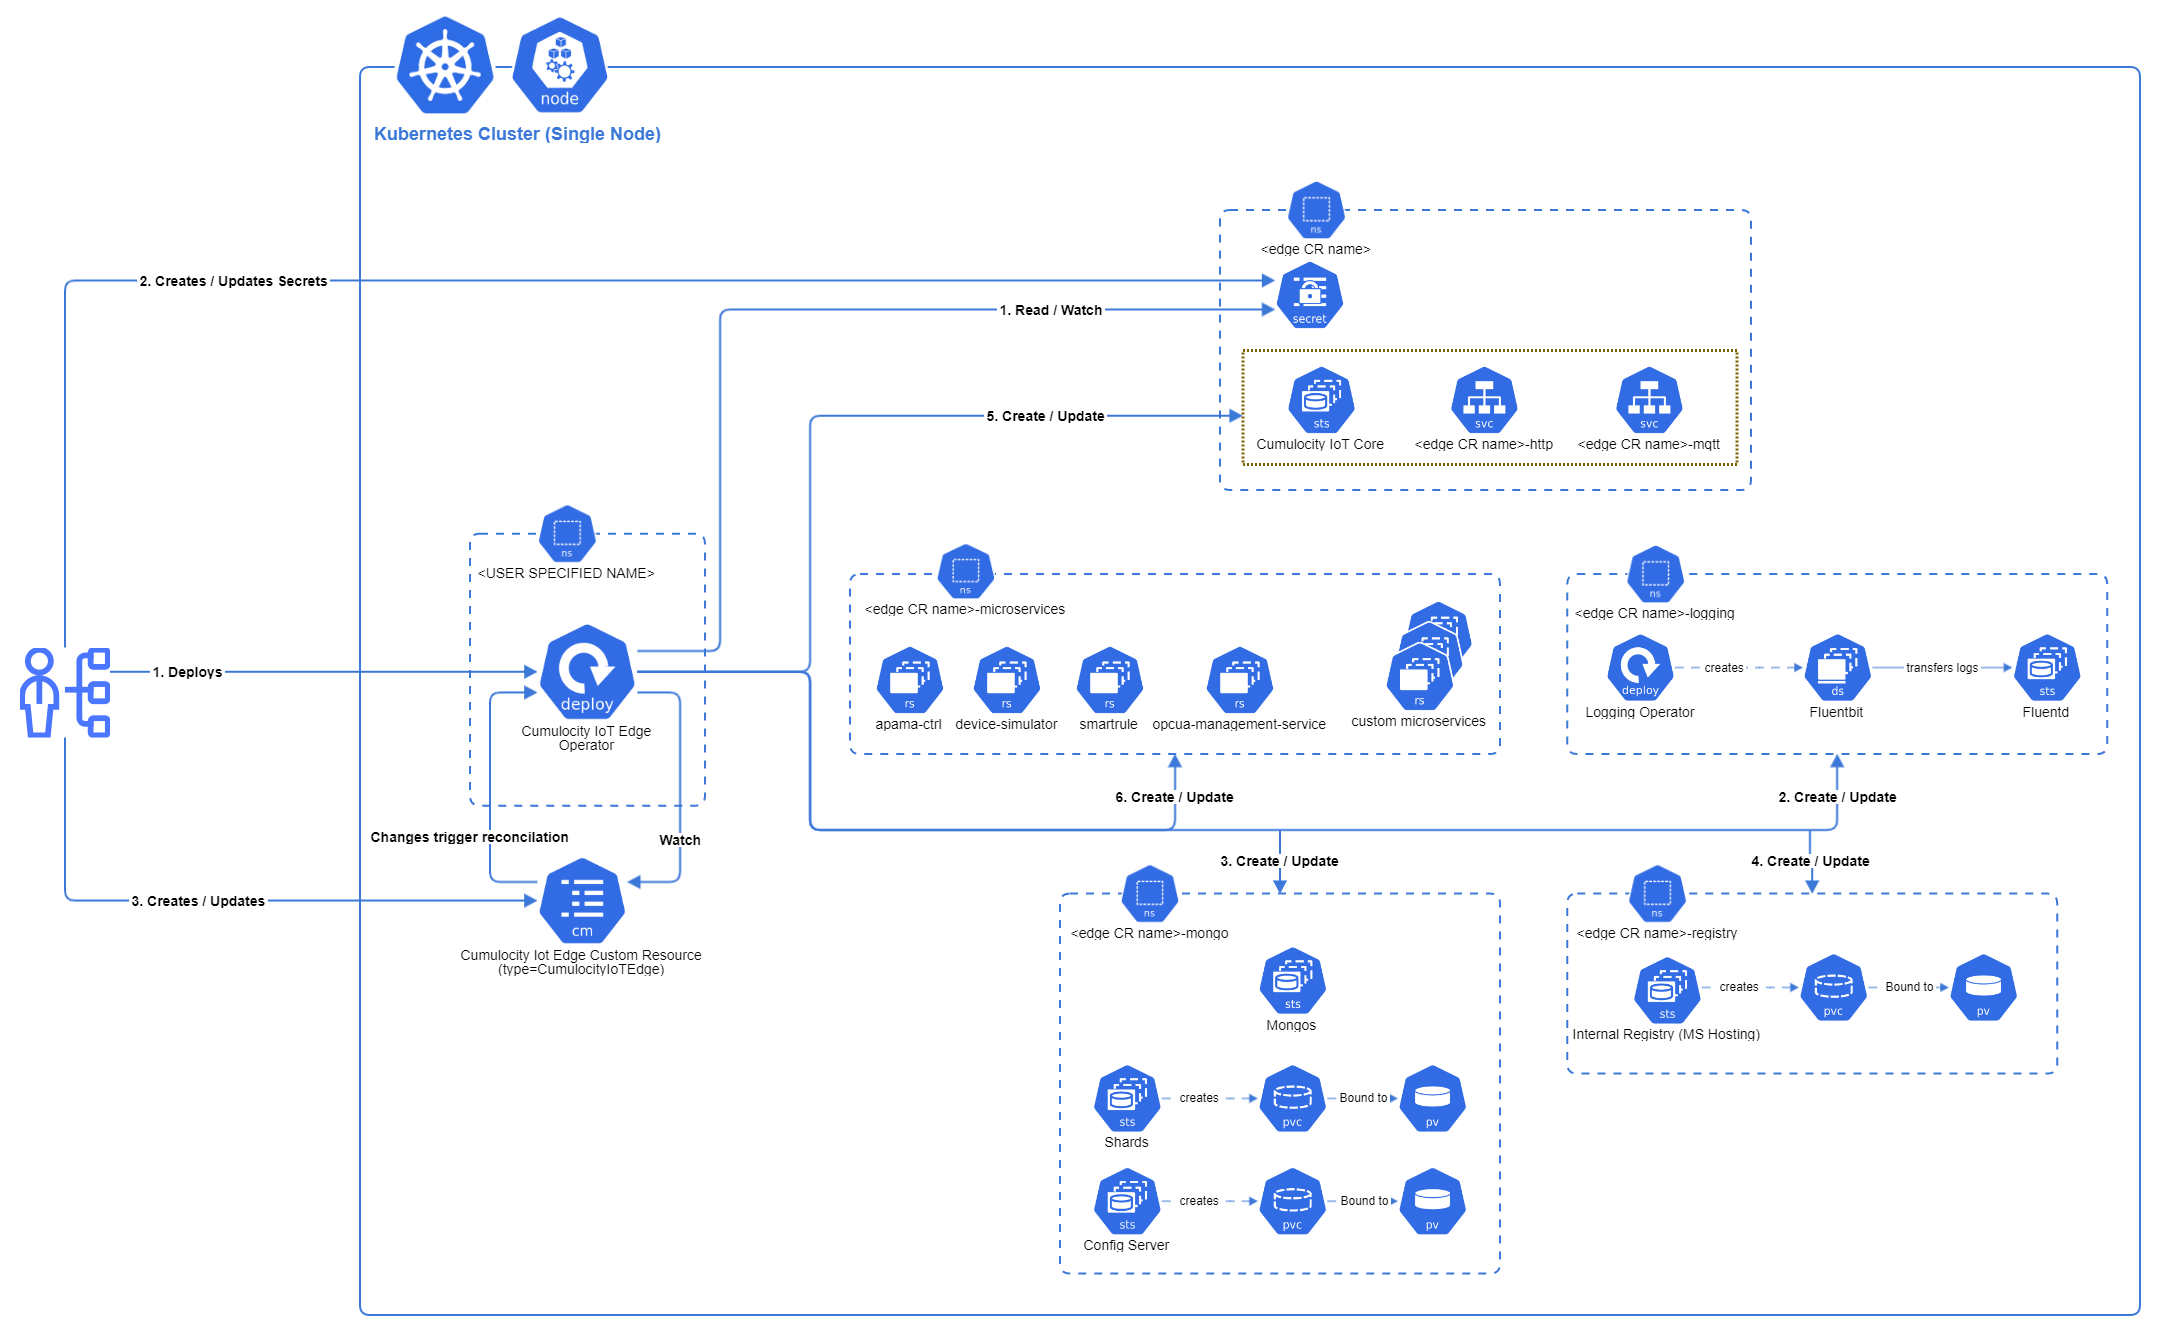 node
Kubernetes Cluster (Single Node)
ns
<edge CR name>
2. Creates / Updates Secrets
1. Read / Watch
secret
5. Create / Update
sts
svc
svc
Cumulocity IoT Core
<edge CR name>-http
<edge CR name>-mqtt
ns
<USER SPECIFIED NAME>
1. Deploys
deploy
Cumulocity IoT Edge
Operator
ns
<edge CR name>-microservices
rs
rs
rs
rs
rs
apama-ctrl
device-simulator
smartrule
opcua-management-service
custom microservices
ns
<edge CR name>-logging
deploy
creates
ds
transfers logs
sts
Logging Operator
Fluentbit
Fluentd
6. Create / Update
2. Create / Update
Changes trigger reconcilation
Watch
3. Creates / Updates
cm
Cumulocity Iot Edge Custom Resource
(type=CumulocityIoTEdge)
3. Create / Update
4. Create / Update
ns
<edge CR name>-mongo
sts
Mongos
sts
creates
pvc
Bound to
pv
Shards
sts
creates
pvc
Bound to
pv
Config Server
ns
<edge CR name>-registry
sts
creates
pvc
Bound to
pv
Internal Registry (MS Hosting)